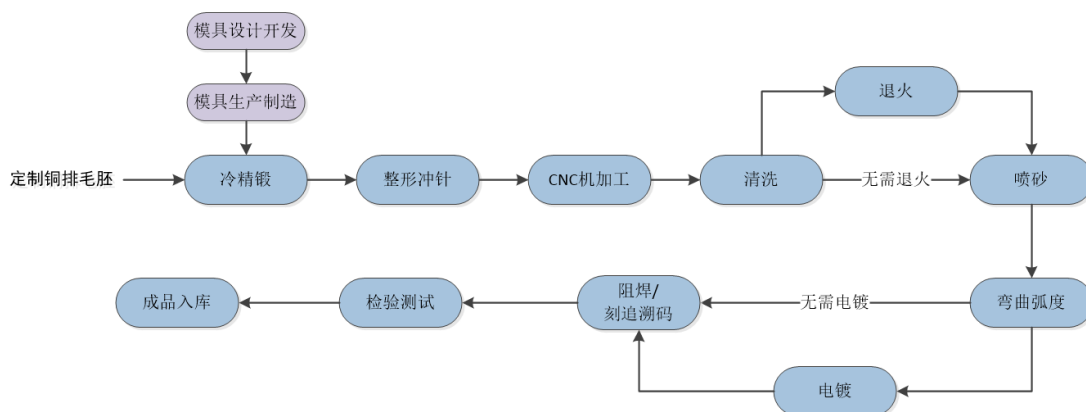 模具设计开发
模具生产制造
退火
定制铜排毛胚
冷精锻
整形冲针
CNC机加工
清洗
无需退火
喷砂
成品入库
检验测试
阻焊/
刻追溯码
无需电镀
弯曲弧度
电镀